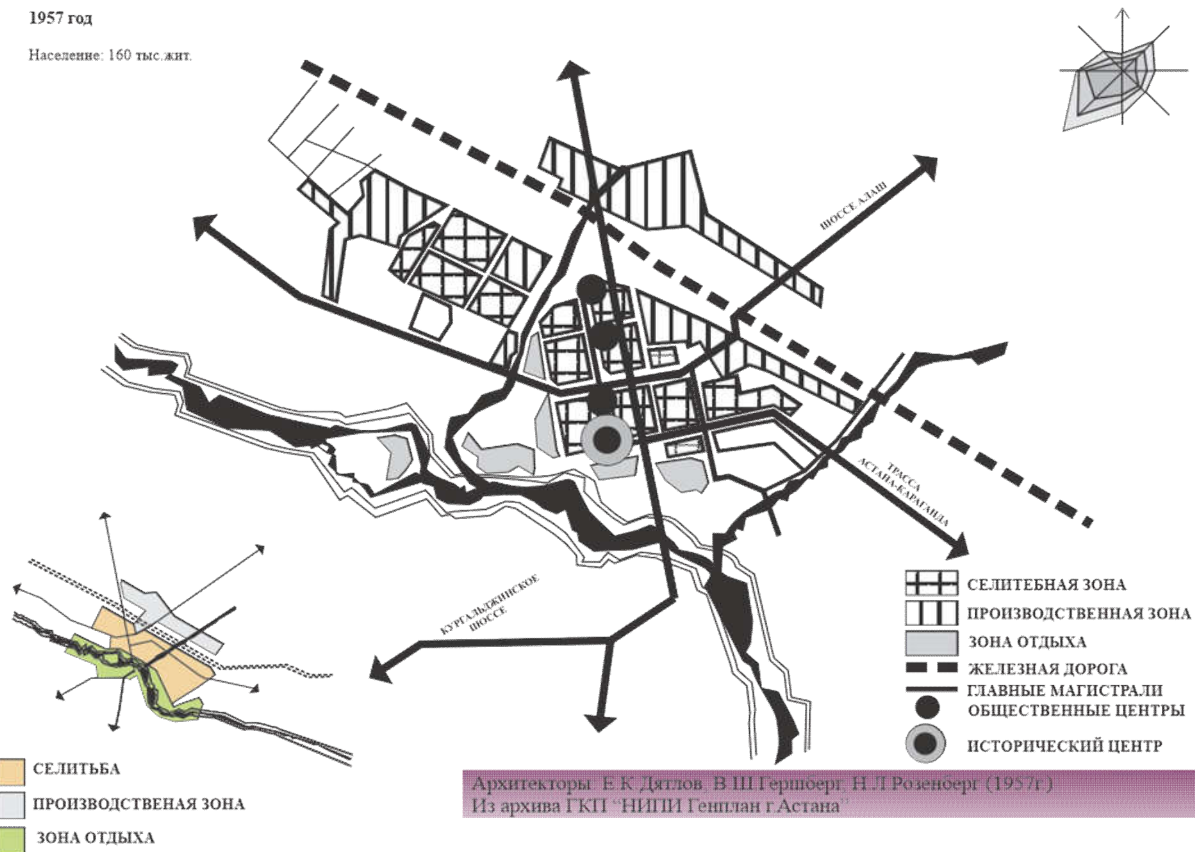 1957 год
Население: 160 тыс.жит.
ШОССЕ АЛАШ
ТРАССА
АСТАНА-КАРАГАНДА
КУРГАЛЬДЖИНСКОЕ
ШОССЕ
СЕЛИТЕБНАЯ ЗОНА
ПРОИЗВОДСТВЕННАЯ ЗОНА
ЗОНА ОТДЫХА
ЖЕЛЕЗНАЯ ДОРОГА
ГЛАВНЫЕ МАГИСТРАЛИ
ОБЩЕСТВЕННЫЕ ЦЕНТРЫ
ИСТОРИЧЕСКИЙ ЦЕНТР
СЕЛИТЬБА
ПРОИЗВОДСТВЕНАЯ ЗОНА
ЗОНА ОТДЫХА
Архитекторы: Е.К.Дятлов, В.Ш.Гершберг, Н.Л.Розенберг (1957г.)
Из архива ГКП “НИПИ Генплан г.Астана”